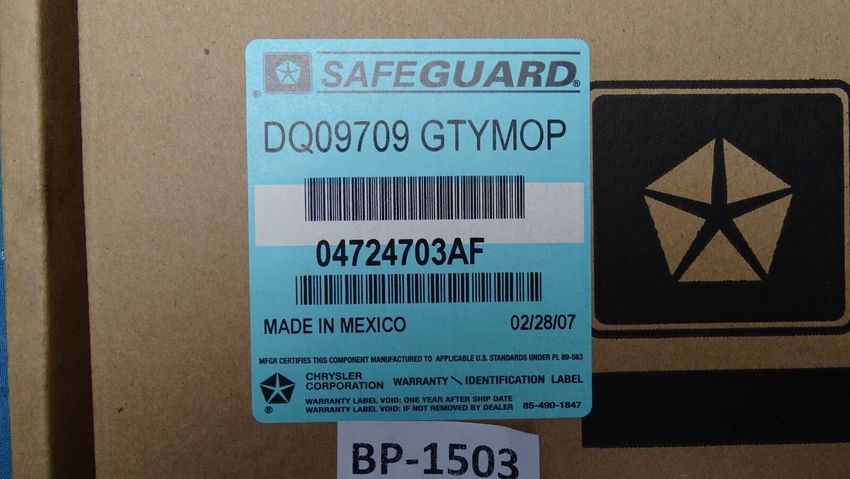 SAFEGUARD®
®
DQ09709 GTYMOP
04724703AF
MADE IN MEXICO 02/28/07
MFGR CERTIFIES THIS COMPONENT MANUFACTURED TO APPLICABLE U.S. STANDARDS UNDER PL 89-563
CHRYSLER
CORPORATION WARRANTY \ IDENTIFICATION LABEL
®
WARRANTY LABEL VOID: ONE YEAR AFTER SHIP DATE
WARRANTY LABEL VOID: IF NOT REMOVED BY DEALER 85-490-1847
BP-1503